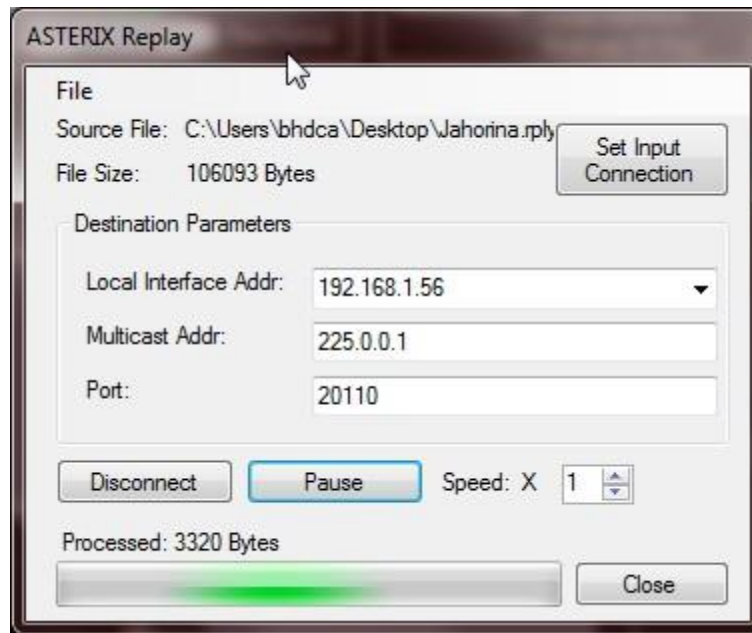 ASTERIX Replay
File
Source File: C:\Users\bhdca\Desktop\Jahorina.rply
Set Input
Connection
File Size: 106093 Bytes
Destination Parameters
Local Interface Addr: 192.168.1.56
Multicast Addr: 225.0.0.1
Port: 20110
Disconnect Pause Speed: X 1
Processed: 3320 Bytes
Close